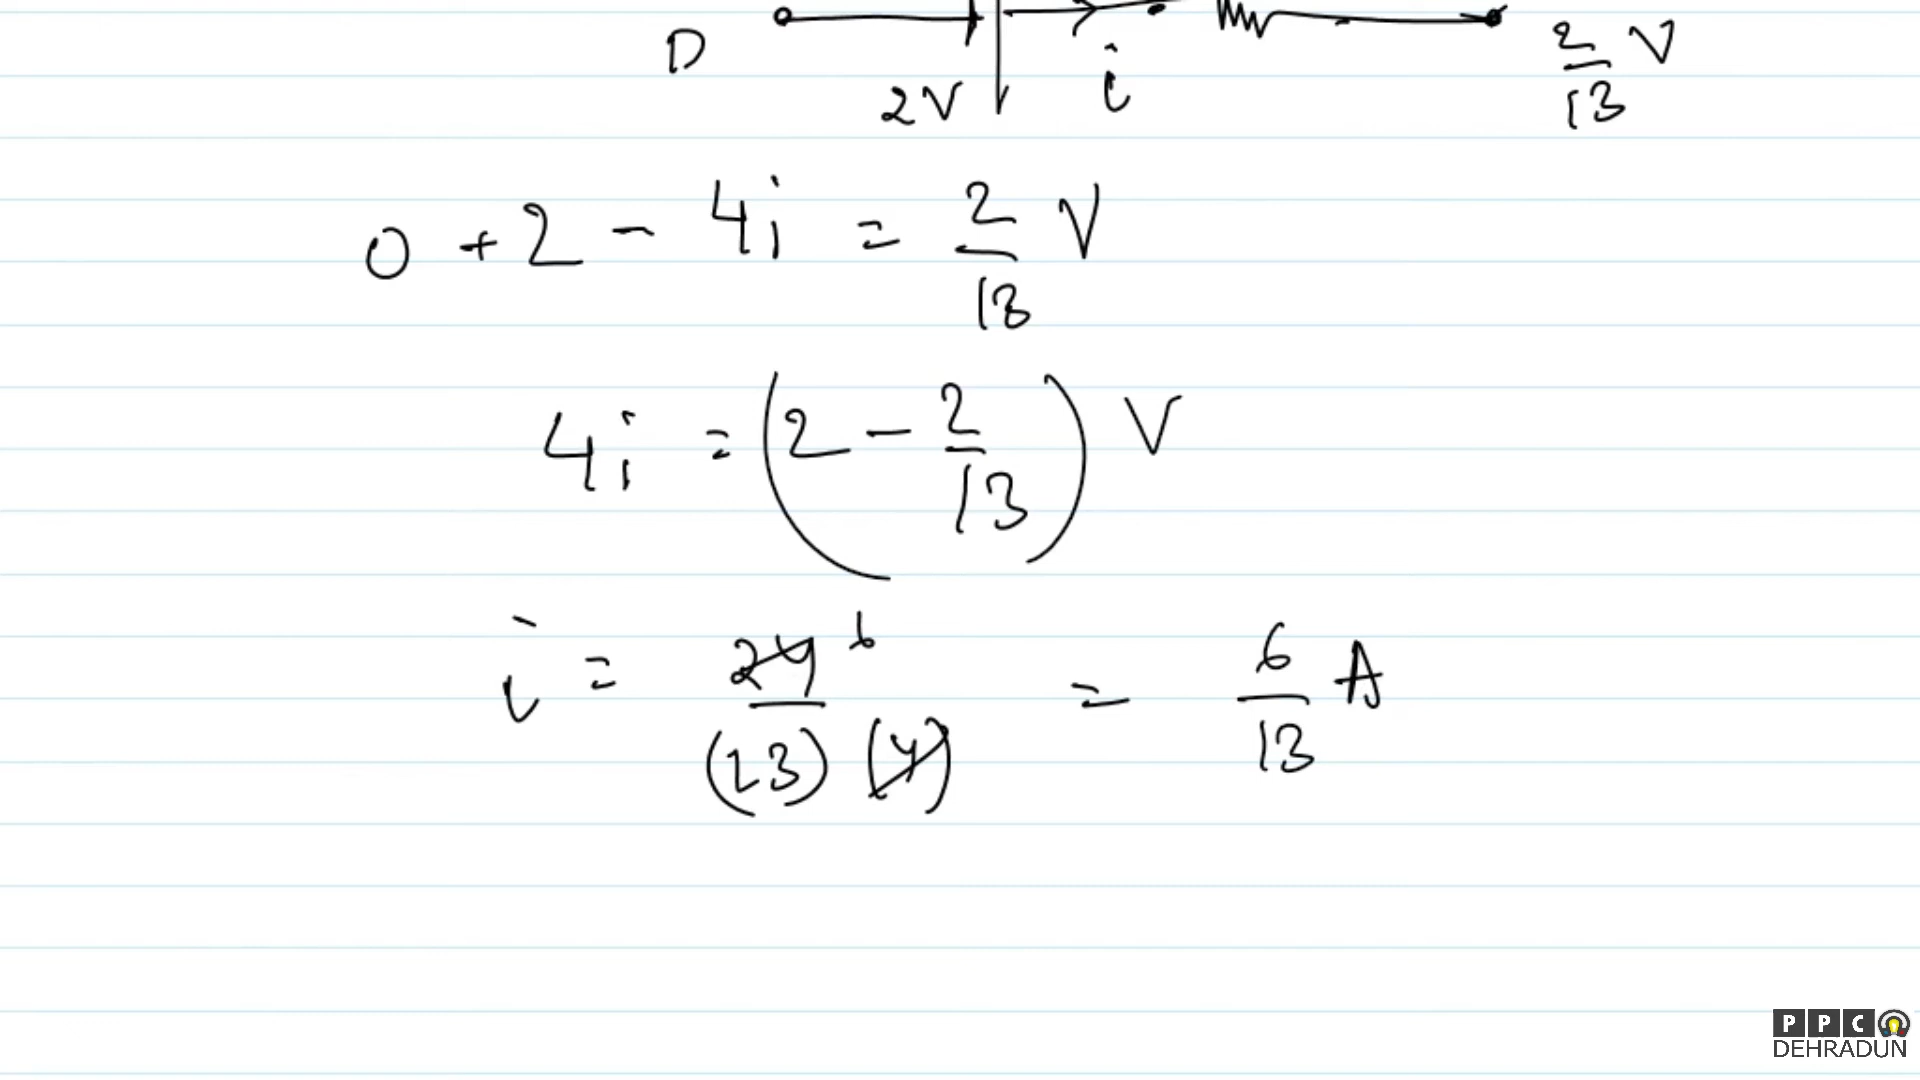 D 2V i 2/13 V
0 + 2 - 4i = 2/13 V
4i = (2 - 2/13) V
i = 24 6/(13)(4) = 6/13 A
PPC
DEHRADUN